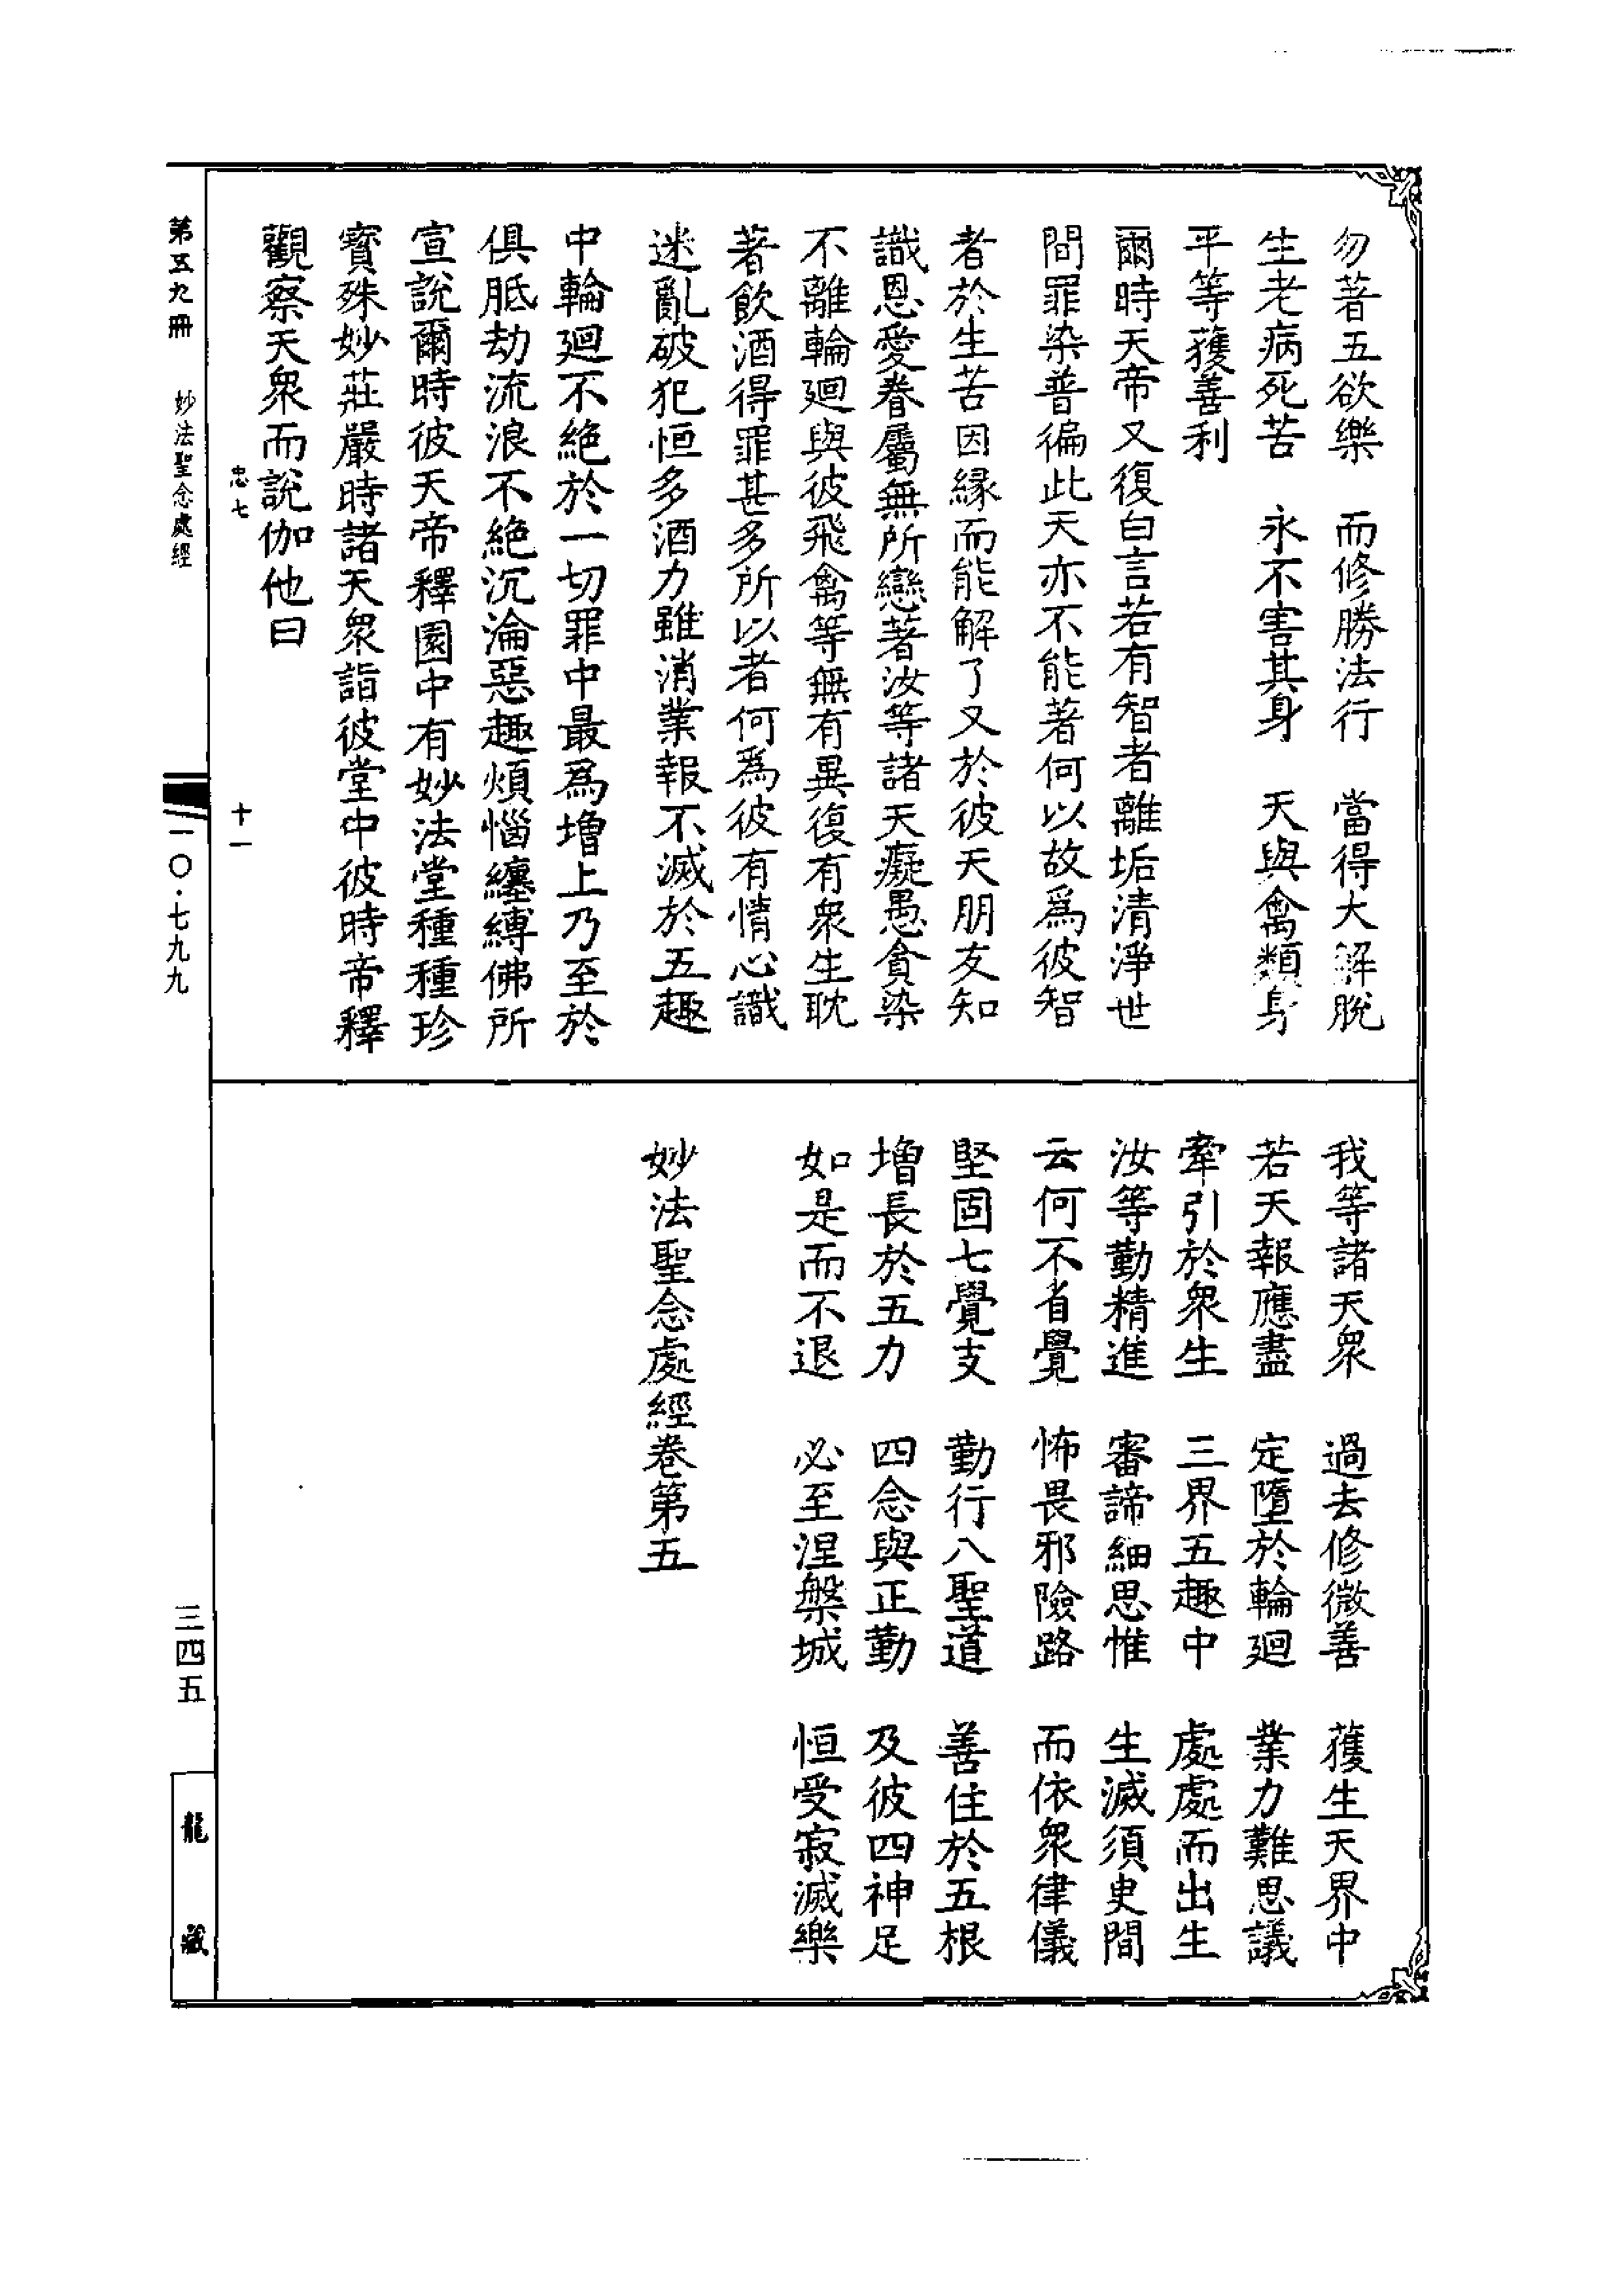 勿著五欲樂　而修勝法行　當得大解脫
生老病死苦　永不害其身　天與禽類身
平等獲善利
爾時天帝又復白言若有智者離垢清淨世
間罪染普徧此天亦不能著何以故爲彼智
者於生苦因緣而能解了又於彼天朋友知
識恩愛眷屬無所戀著汝等諸天癡愚貪染
不離輪廻與彼飛禽等無有異復有衆生耽
著飲酒得罪甚多所以者何爲彼有情心識
迷亂破犯恒多酒力雖消業報不滅於五趣
中輪廻不絕於一切罪中最爲增上乃至於
俱胝劫流浪不絕沉淪惡趣煩惱纏縛佛所
宣說爾時彼天帝釋園中有妙法堂種種珍
寶殊妙莊嚴時諸天衆詣彼堂中彼時帝釋
觀察天衆而說伽他曰
我等諸天衆　過去修微善　獲生天界中
若天報應盡　定墮於輪廻　業力難思議
牽引於衆生　三界五趣中　處處而出生
汝等勤精進　審諦細思惟　生滅須臾間
云何不省覺　怖畏邪險路　而依衆律儀
堅固七覺支　勤行八聖道　善住於五根
增長於五力　四念與正勤　及彼四神足
如是而不退　必至涅槃城　恒受寂滅樂
妙法聖念處經卷第五
忠七　十一
第五九冊　妙法聖念處經　一〇·七九九　三四五　龍藏